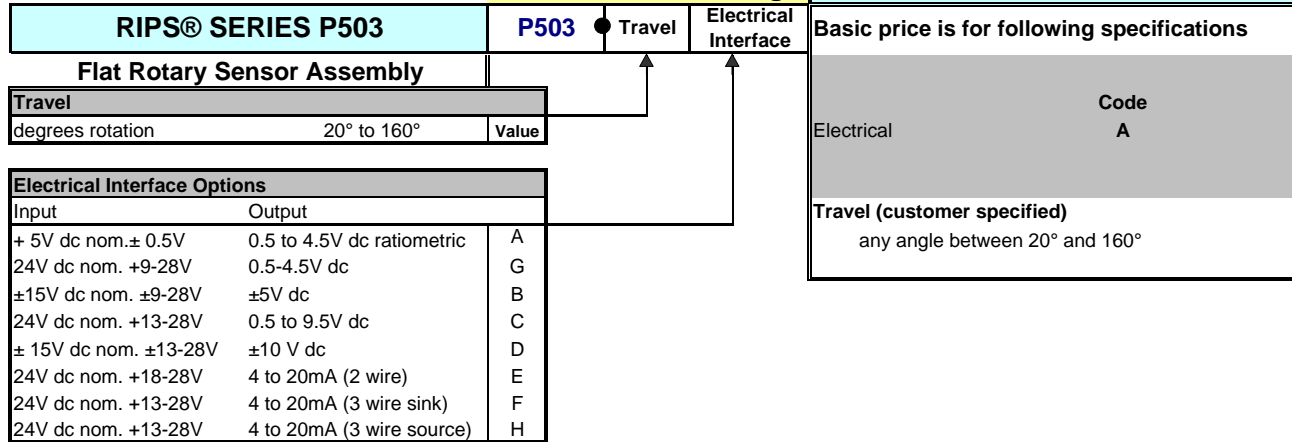 RIPS® SERIES P503 P503 Travel Electrical Interface Basic price is for following specifications
Flat Rotary Sensor Assembly
Travel
degrees rotation 20° to 160° Value
Code
Electrical A
Electrical Interface Options
Input Output
Travel (customer specified)
any angle between 20° and 160°
+ 5V dc nom.± 0.5V 0.5 to 4.5V dc ratiometric A
24V dc nom. +9-28V 0.5-4.5V dc G
±15V dc nom. ±9-28V ±5V dc B
24V dc nom. +13-28V 0.5 to 9.5V dc C
± 15V dc nom. ±13-28V ±10 V dc D
24V dc nom. +18-28V 4 to 20mA (2 wire) E
24V dc nom. +13-28V 4 to 20mA (3 wire sink) F
24V dc nom. +13-28V 4 to 20mA (3 wire source) H